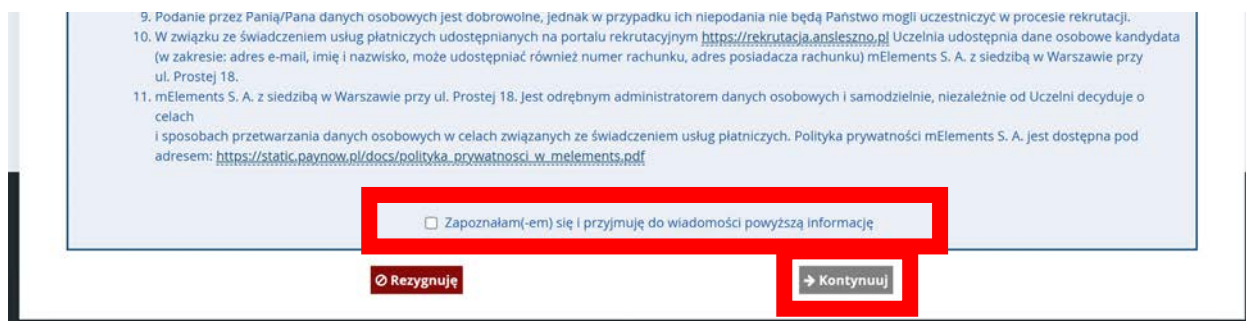 9. Podanie przez Panią/Pana danych osobowych jest dobrowolne, jednak w przypadku ich niepodania nie będą Państwo mogli uczestniczyć w procesie rekrutacji.
10. W związku ze świadczeniem usług płatniczych udostępnianych na portalu rekrutacyjnym https://rekrutacja.ansleszno.pl Uczelnia udostępnia dane osobowe kandydata
(w zakresie: adres e-mail, imię i nazwisko, może udostępniać również numer rachunku, adres posiadacza rachunku) mElements S. A. z siedzibą w Warszawie przy
ul. Prostej 18.
11. mElements S. A. z siedzibą w Warszawie przy ul. Prostej 18. Jest odrębnym administratorem danych osobowych i samodzielnie, niezależnie od Uczelni decyduje o
celach
i sposobach przetwarzania danych osobowych w celach związanych ze świadczeniem usług płatniczych. Polityka prywatności mElements S. A. jest dostępna pod
adresem: https://static.paynow.pl/docs/polityka_prywatnosci_w_melements.pdf
Zapoznałam(-em) się i przyjmuję do wiadomości powyższą informację
Rezygnuję
Kontynuuj